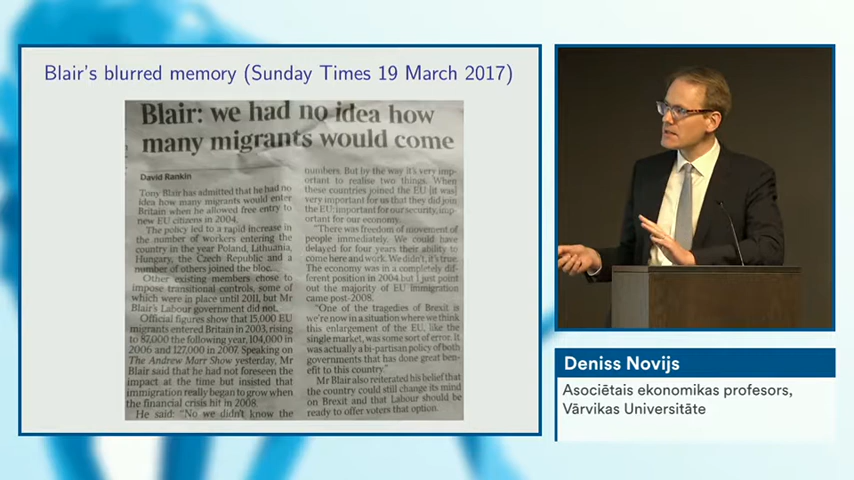 Blair's blurred memory (Sunday Times 19 March 2017)
Blair: we had no idea how
many migrants would come
David Rankin
Tony Blair has admitted that he had no
idea how many migrants would enter
Britain when he allowed free entry to
new EU citizens in 2004.
The policy led to a rapid increase in
the number of workers entering the
country in the year Poland, Lithuania,
Hungary, the Czech Republic and a
number of others joined the bloc.
Other existing members chose to
impose transitional controls, some of
which were in place until 2011, but Mr
Blair's Labour government did not.
Official figures show that 15,000 EU
migrants entered Britain in 2003, rising
to 87,000 the following year, 104,000 in
2006 and 127,000 in 2007. Speaking on
The Andrew Marr Show yesterday, Mr
Blair said that he had not foreseen the
impact at the time but insisted that
immigration really began to grow when
the financial crisis hit in 2008.
He said: "No we didn't know the
numbers. But by the way it's very imp-
ortant to realise two things. When
these countries joined the EU [it was]
very important for us that they did join
the EU: important for our security, imp-
ortant for our economy.
"There was freedom of movement of
people immediately. We could have
delayed for four years their ability to
come here and work. We didn't, it's true.
The economy was in a completely dif-
ferent position in 2004 but I just point
out the majority of EU immigration
came post-2008.
"One of the tragedies of Brexit is
we're now in a situation where we think
this enlargement of the EU, like the
single market, was some sort of error. It
was actually a bi-partisan policy of both
governments that has done great ben-
efit to this country."
Mr Blair also reiterated his belief that
the country could still change its mind
on Brexit and that Labour should be
ready to offer voters that option.
Deniss Novijs
Asociētais ekonomikas profesors,
Vārvikas Universitāte